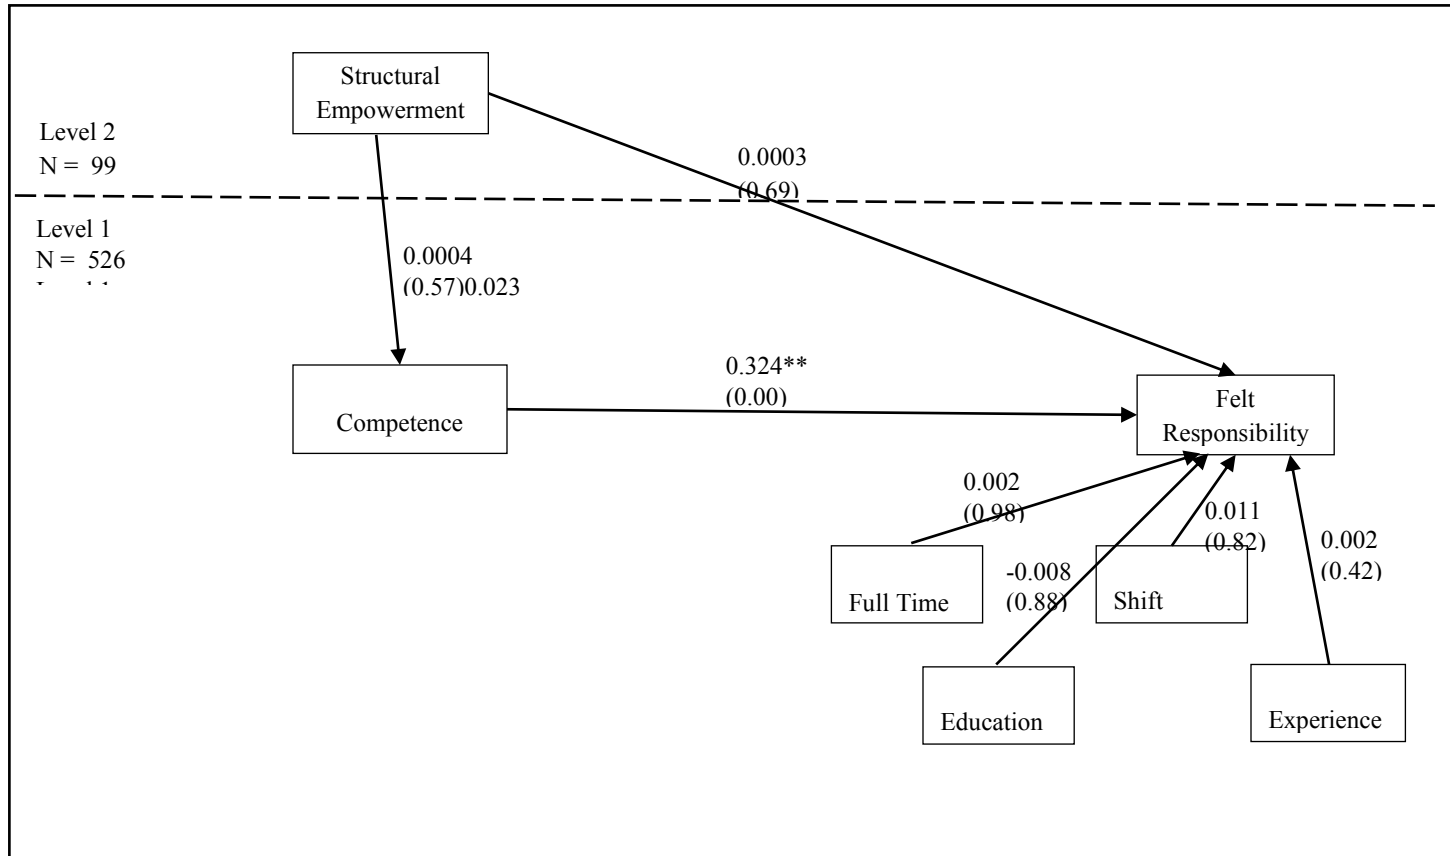 Structural
Empowerment
Level 2
N = 99
0.0003
(0.69)
Level 1
N = 526
0.0004
(0.57)0.023
Competence
0.324**
(0.00)
Felt
Responsibility
0.002
(0.98)
0.011
(0.82)
0.002
(0.42)
-0.008
(0.88)
Full Time
Shift
Education
Experience